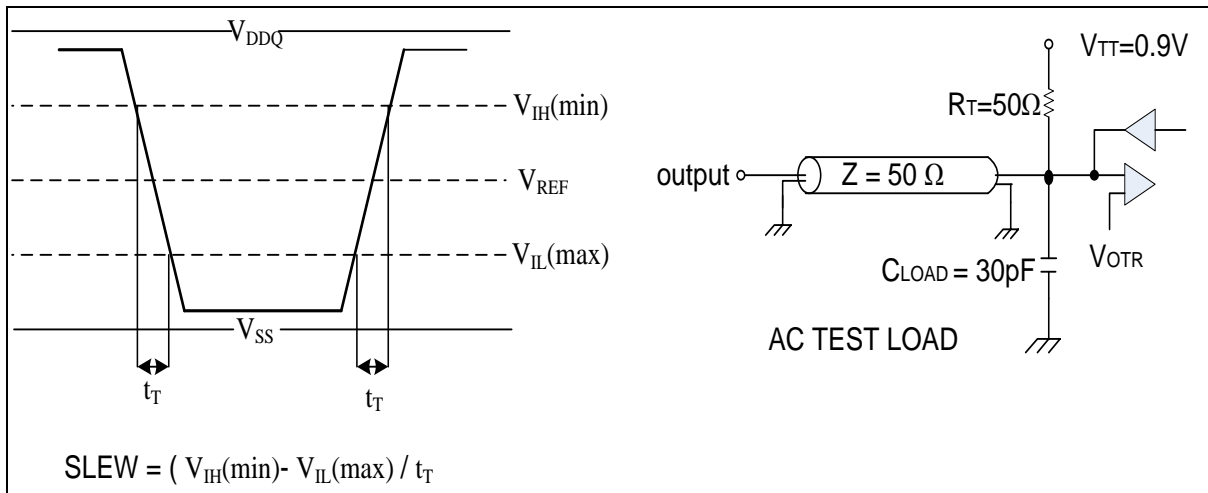 VDDQ
VIH(min)
VREF
VIL(max)
VSS
tT
tT
SLEW = ( VIH(min)- VIL(max) / tT
VTT=0.9V
RT=50Ω
output
Z = 50 Ω
VOTR
CLOAD = 30pF
AC TEST LOAD